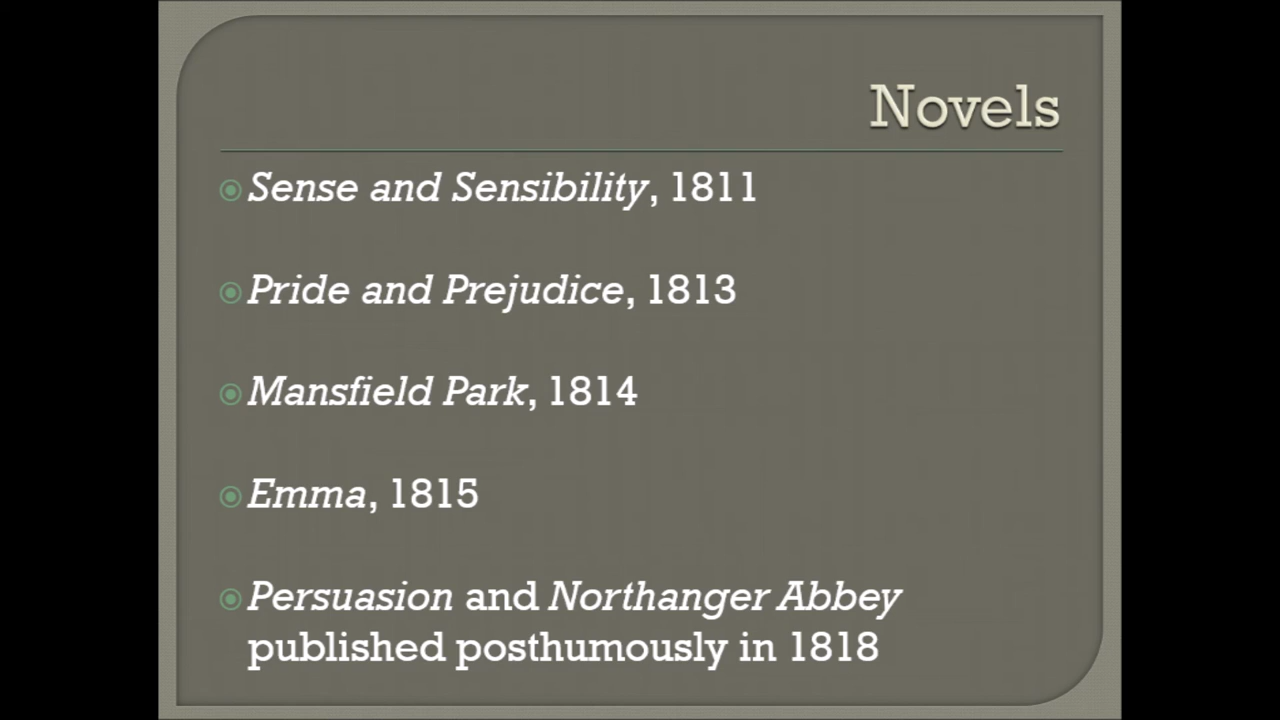 Novels
Sense and Sensibility, 1811
Pride and Prejudice, 1813
Mansfield Park, 1814
Emma, 1815
Persuasion and Northanger Abbey
published posthumously in 1818